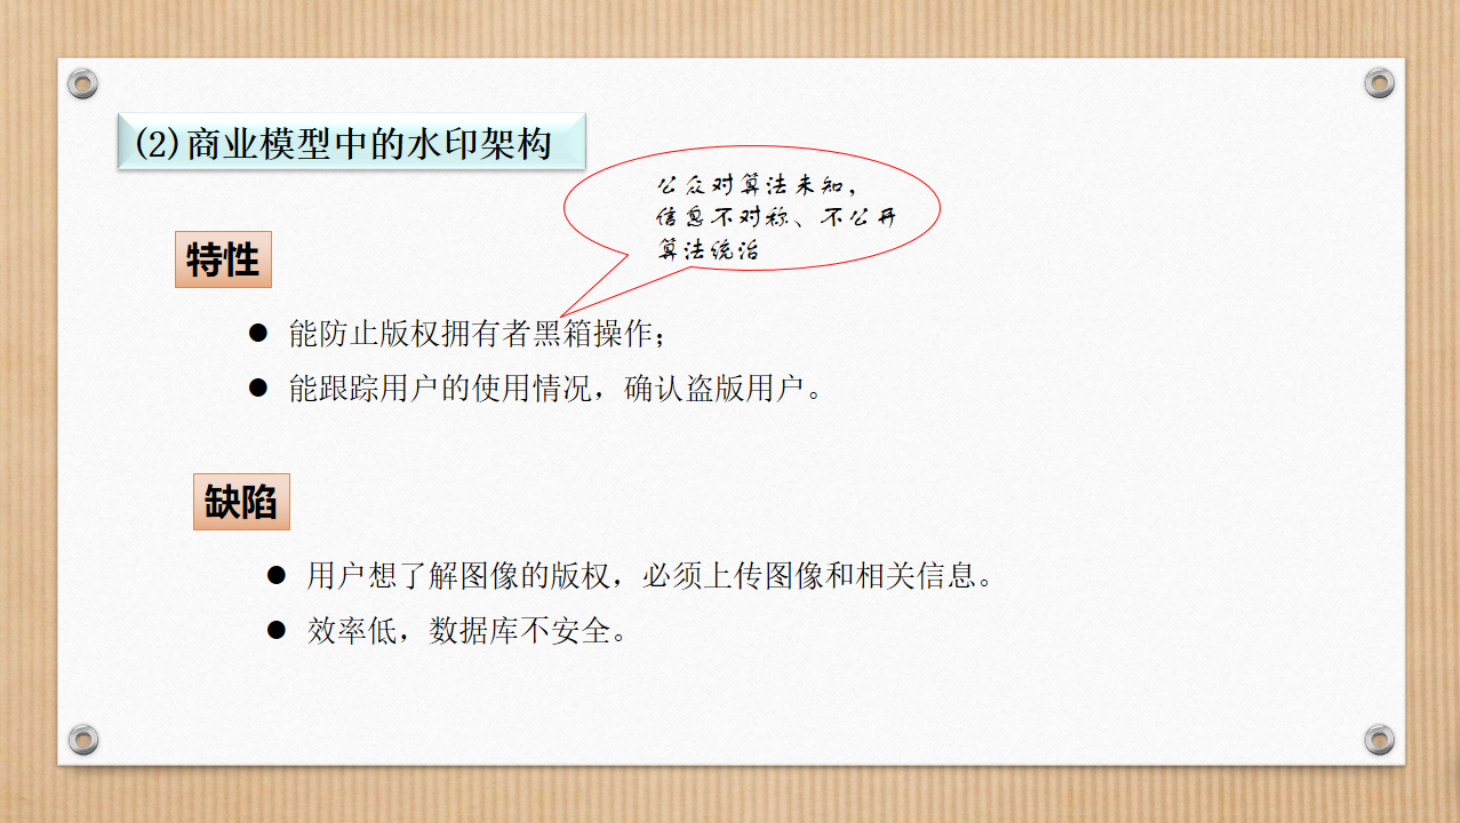 (2)商业模型中的水印架构
公众对算法未知，
信息不对称、不公开
算法统治
特性
● 能防止版权拥有者黑箱操作；
● 能跟踪用户的使用情况，确认盗版用户。
缺陷
● 用户想了解图像的版权，必须上传图像和相关信息。
● 效率低，数据库不安全。